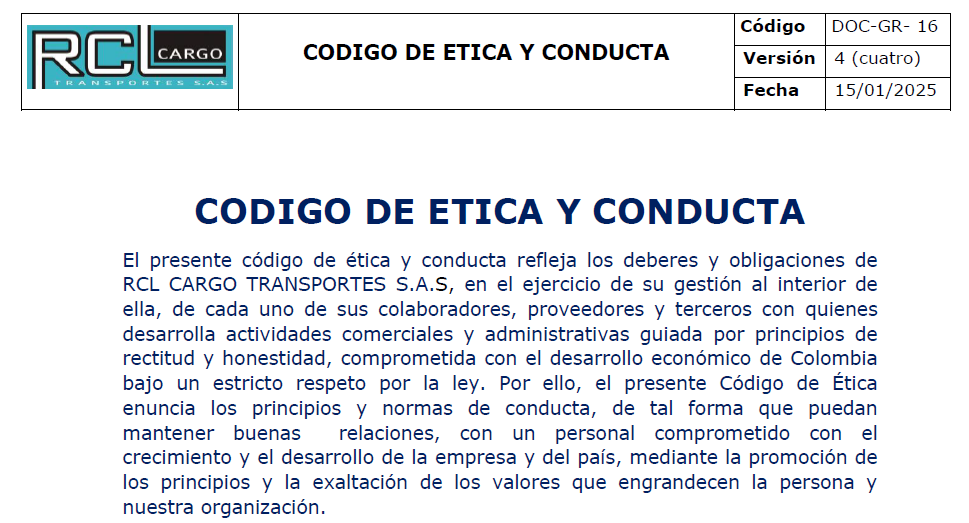 RCL CARGO
TRANSPORTES S.A.S
CODIGO DE ETICA Y CONDUCTA
Código DOC-GR- 16
Versión 4 (cuatro)
Fecha 15/01/2025
CODIGO DE ETICA Y CONDUCTA
El presente código de ética y conducta refleja los deberes y obligaciones de
RCL CARGO TRANSPORTES S.A.S, en el ejercicio de su gestión al interior de
ella, de cada uno de sus colaboradores, proveedores y terceros con quienes
desarrolla actividades comerciales y administrativas guiada por principios de
rectitud y honestidad, comprometida con el desarrollo económico de Colombia
bajo un estricto respeto por la ley. Por ello, el presente Código de Ética
enuncia los principios y normas de conducta, de tal forma que puedan
mantener buenas relaciones, con un personal comprometido con el
crecimiento y el desarrollo de la empresa y del país, mediante la promoción de
los principios y la exaltación de los valores que engrandecen la persona y
nuestra organización.